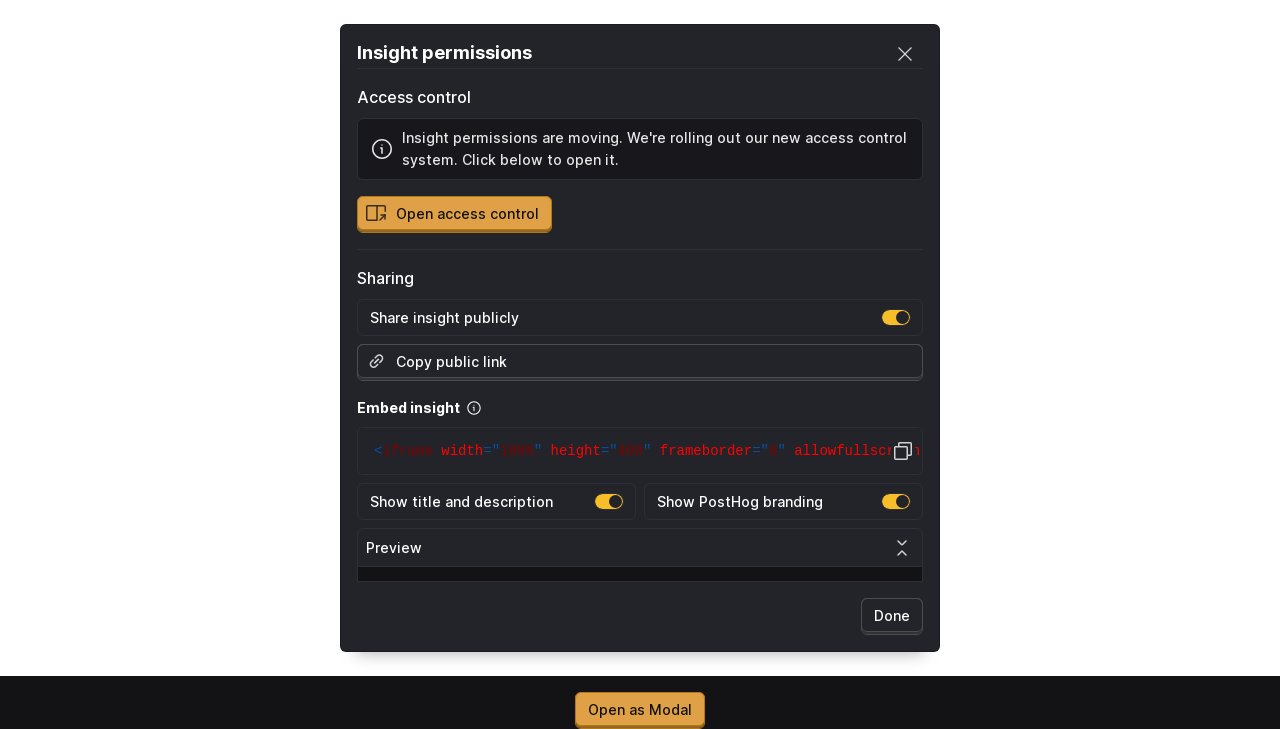 Insight permissions
Access control
Insight permissions are moving. We're rolling out our new access control
system. Click below to open it.
Open access control
Sharing
Share insight publicly
Copy public link
Embed insight
<iframe width="100%" height="400" frameborder="0" allowfullscr
Show title and description
Show PostHog branding
Preview
Done
Open as Modal